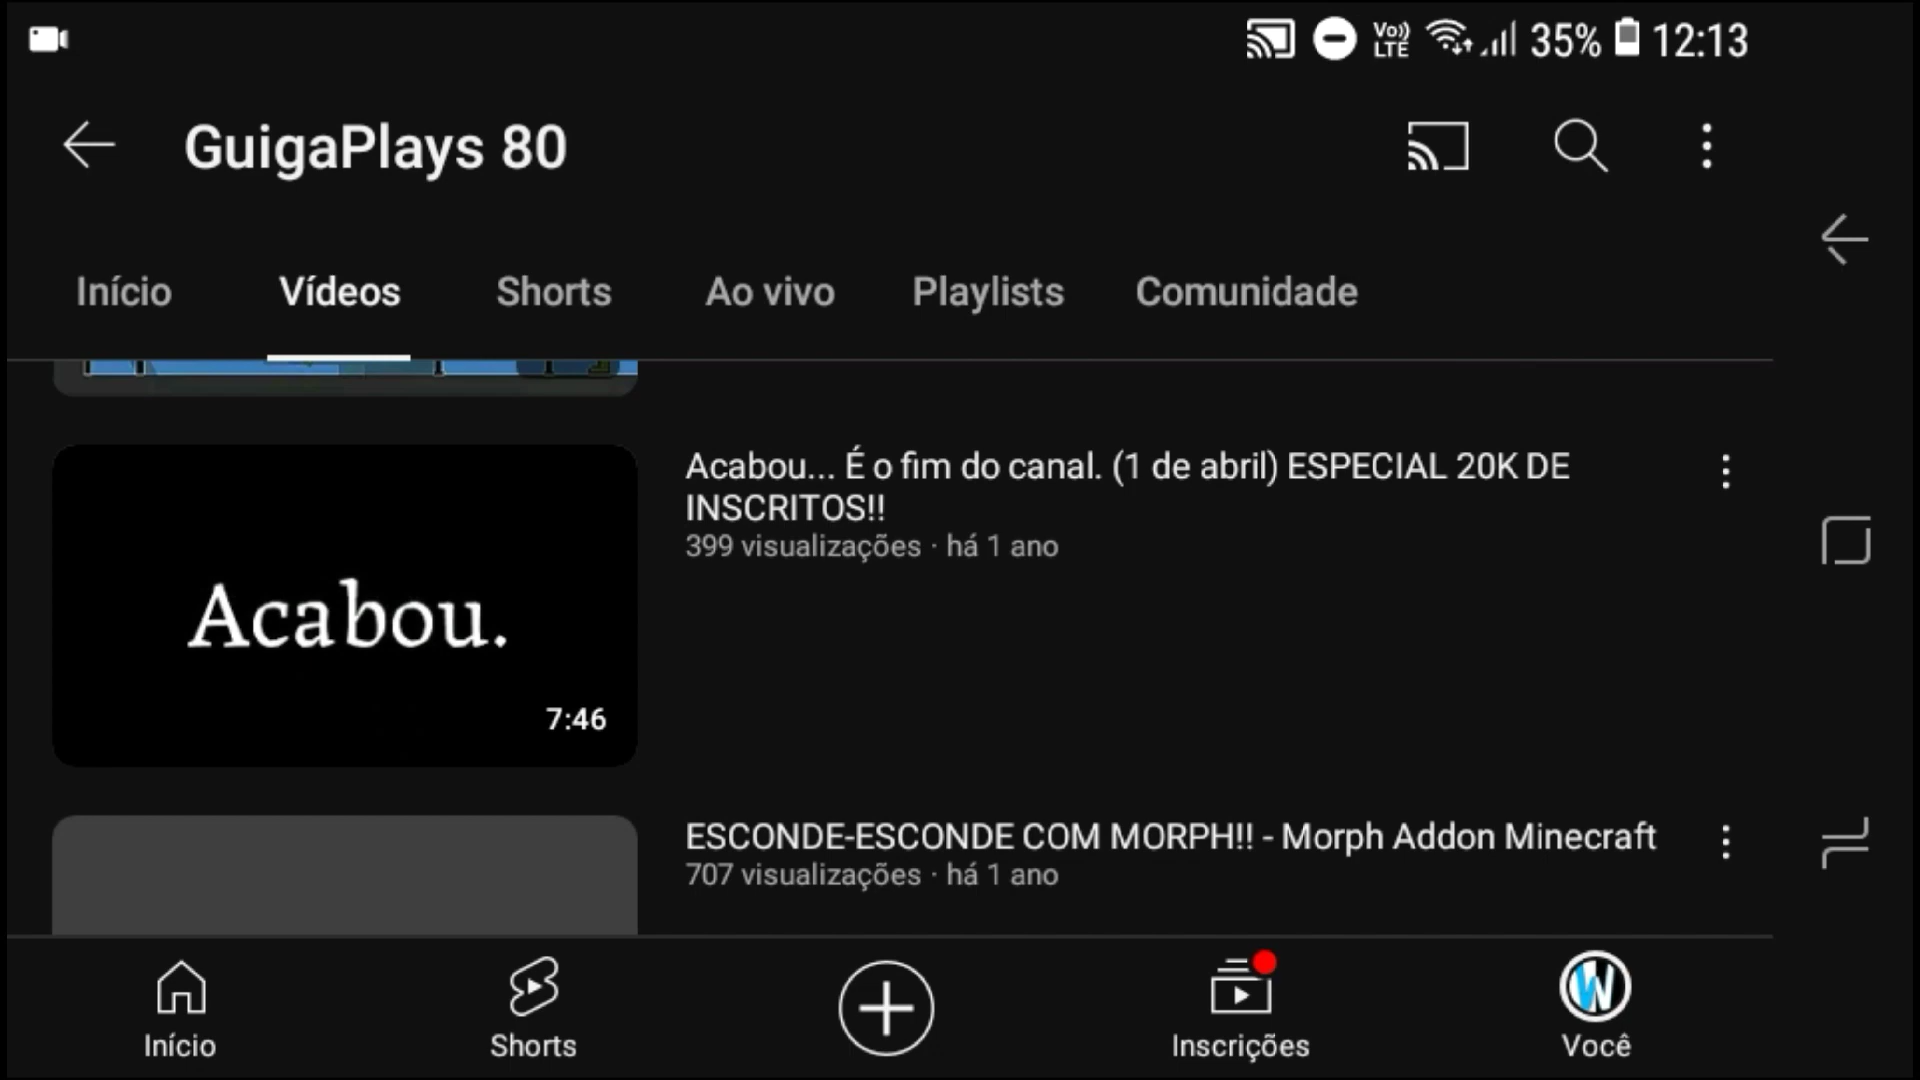 Vo)) LTE 35% 12:13
GuigaPlays 80
Início Vídeos Shorts Ao vivo Playlists Comunidade
Acabou... É o fim do canal. (1 de abril) ESPECIAL 20K DE
INSCRITOS!!
399 visualizações · há 1 ano
Acabou.
7:46
ESCONDE-ESCONDE COM MORPH!! - Morph Addon Minecraft
707 visualizações · há 1 ano
W
Início Shorts Inscrições Você